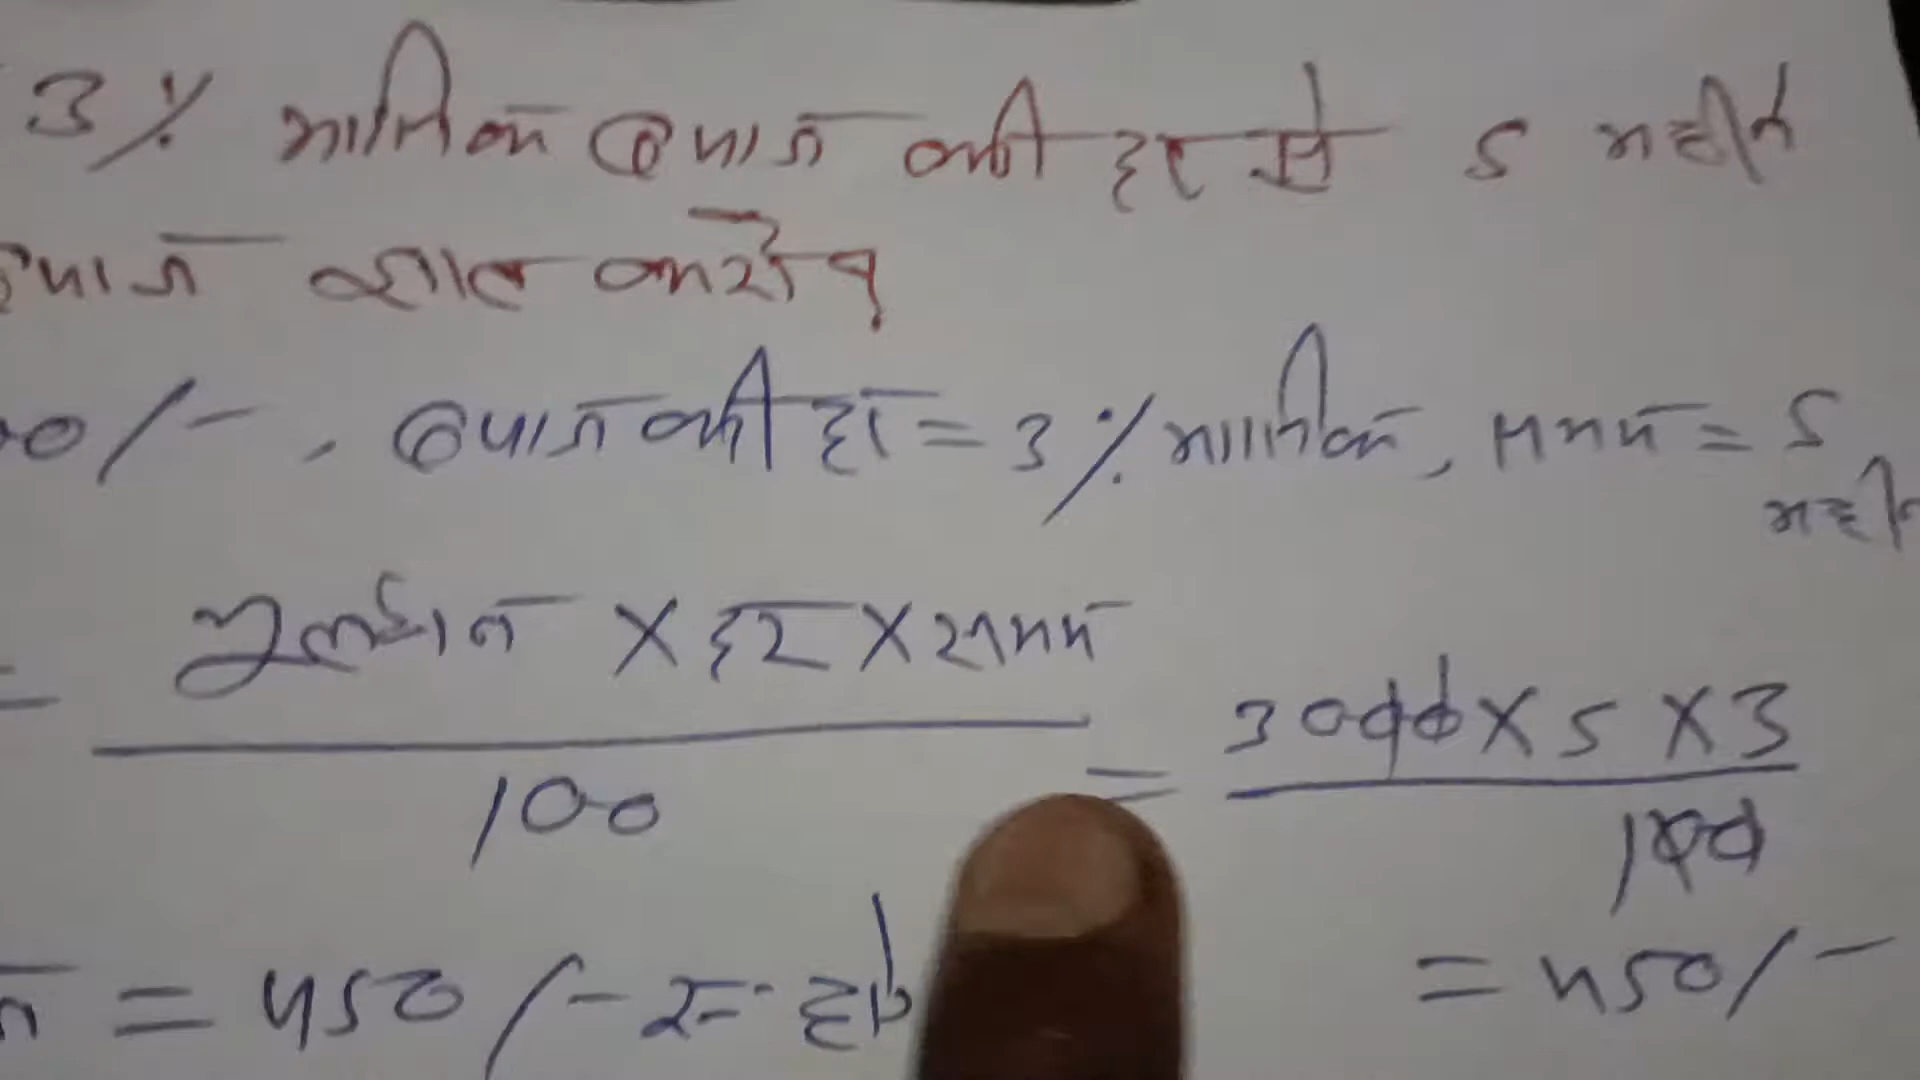 3% मासिक ब्याज की दर से 5 महीने
ब्याज ज्ञात करो।
00/-, ब्याज की दर = 3% मासिक, समय = 5
महीने
= मूलधन X दर X समय
100
= 3000 X 5 X 3
100
= 450/- रू. है।
= 450/-